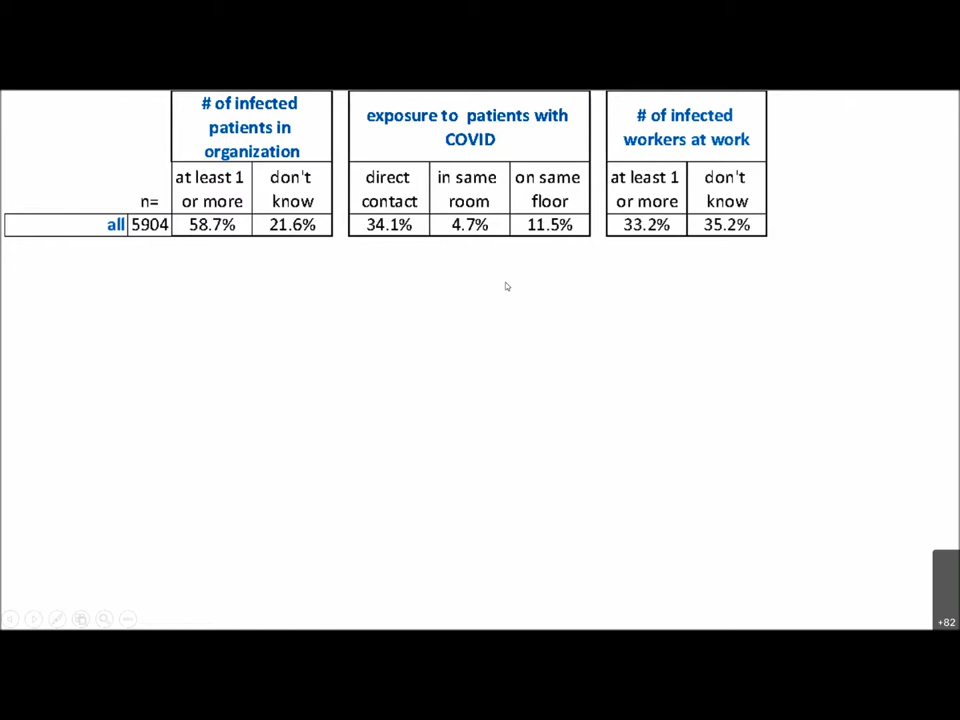 # of infected
patients in
organization
exposure to patients with
COVID
# of infected
workers at work
n=
at least 1
or more
don't
know
direct
contact
in same
room
on same
floor
at least 1
or more
don't
know
all 5904 58.7% 21.6% 34.1% 4.7% 11.5% 33.2% 35.2%
+82